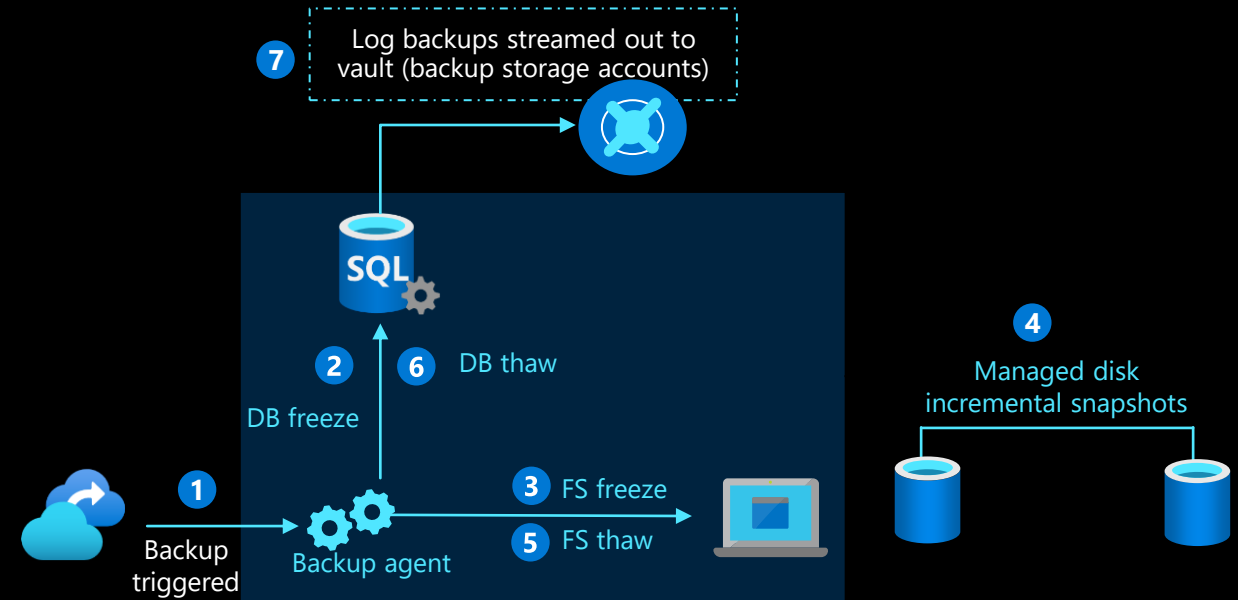 7
Log backups streamed out to
vault (backup storage accounts)
SQL
2
6
DB thaw
DB freeze
4
Managed disk
incremental snapshots
1
Backup
triggered
Backup agent
3
FS freeze
5
FS thaw